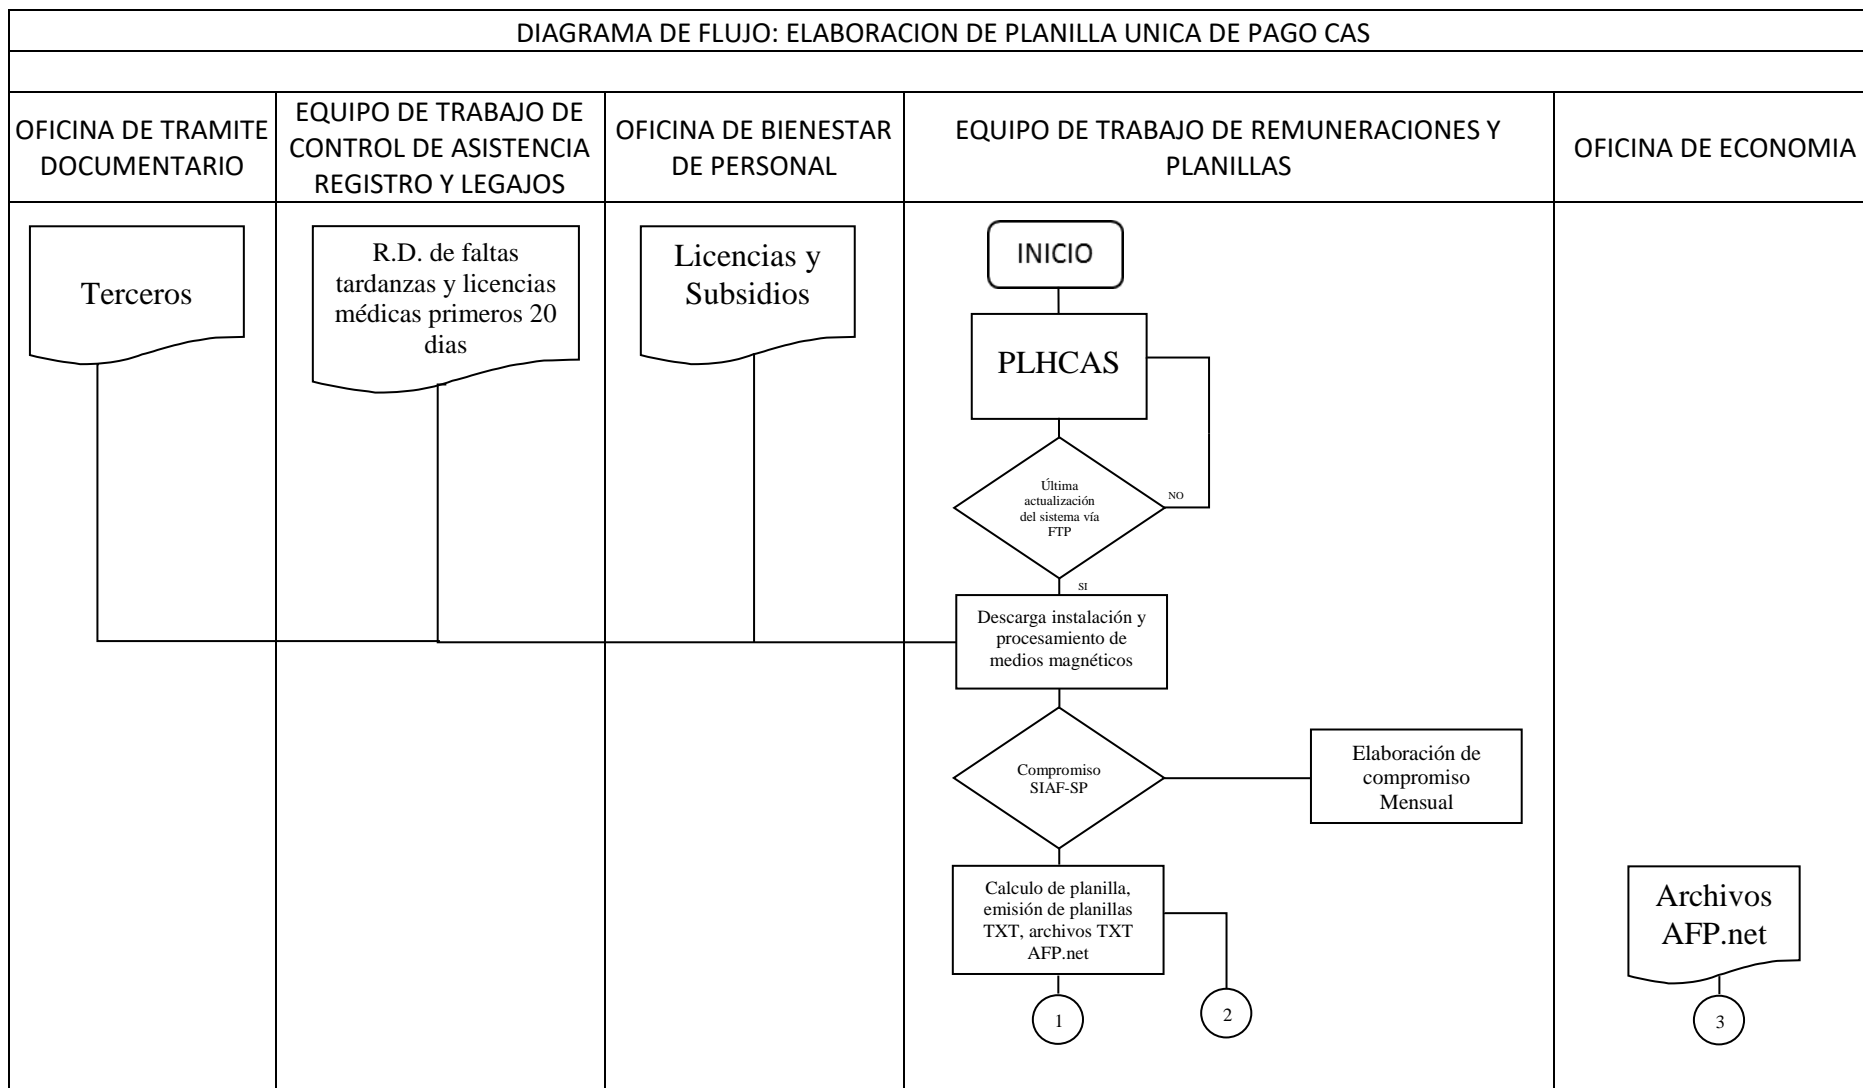 DIAGRAMA DE FLUJO: ELABORACION DE PLANILLA UNICA DE PAGO CAS
OFICINA DE TRAMITE
DOCUMENTARIO
EQUIPO DE TRABAJO DE
CONTROL DE ASISTENCIA
REGISTRO Y LEGAJOS
OFICINA DE BIENESTAR
DE PERSONAL
EQUIPO DE TRABAJO DE REMUNERACIONES Y
PLANILLAS
OFICINA DE ECONOMIA
Terceros
R.D. de faltas
tardanzas y licencias
médicas primeros 20
dias
Licencias y
Subsidios
INICIO
PLHCAS
Última
actualización
del sistema vía
FTP
NO
SI
Descarga instalación y
procesamiento de
medios magnéticos
Compromiso
SIAF-SP
Elaboración de
compromiso
Mensual
Calculo de planilla,
emisión de planillas
TXT, archivos TXT
AFP.net
Archivos
AFP.net
1
2
3